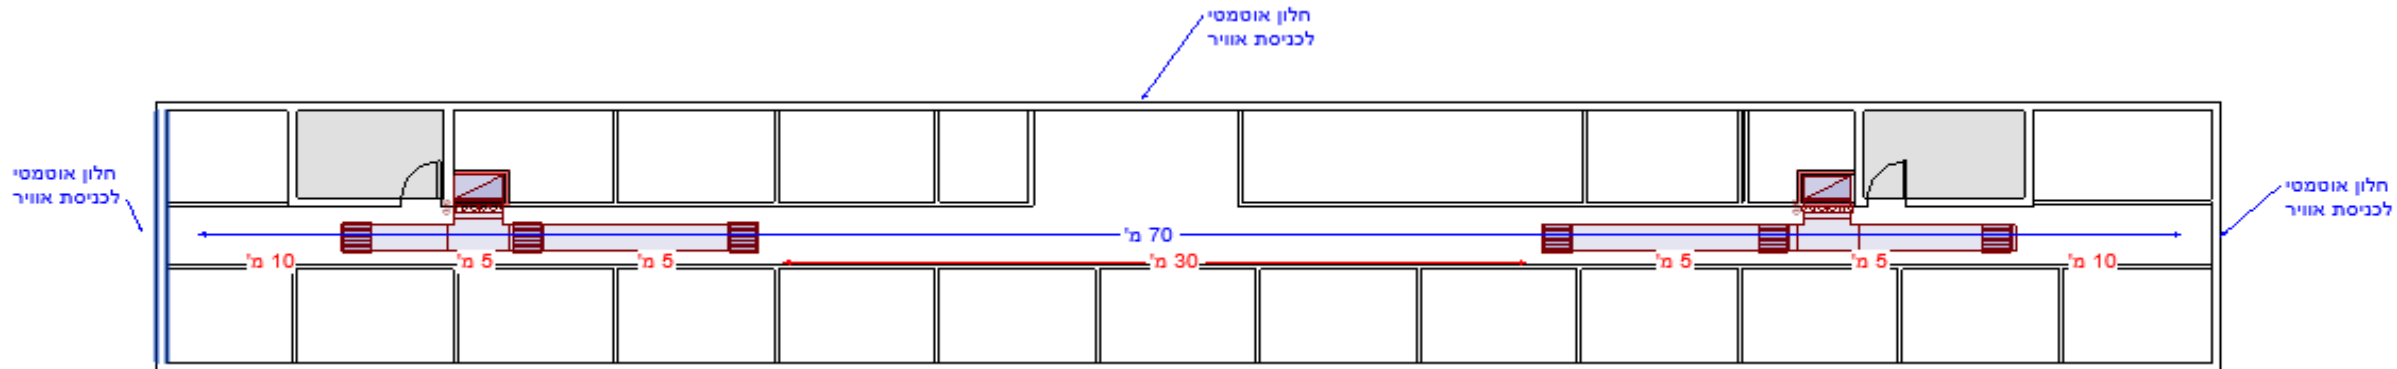 חלון אוטמטי
לכניסת אוויר
חלון אוטמטי
לכניסת אוויר
חלון אוטמטי
לכניסת אוויר
70 מ'
10 מ'
5 מ'
5 מ'
30 מ'
5 מ'
5 מ'
10 מ'